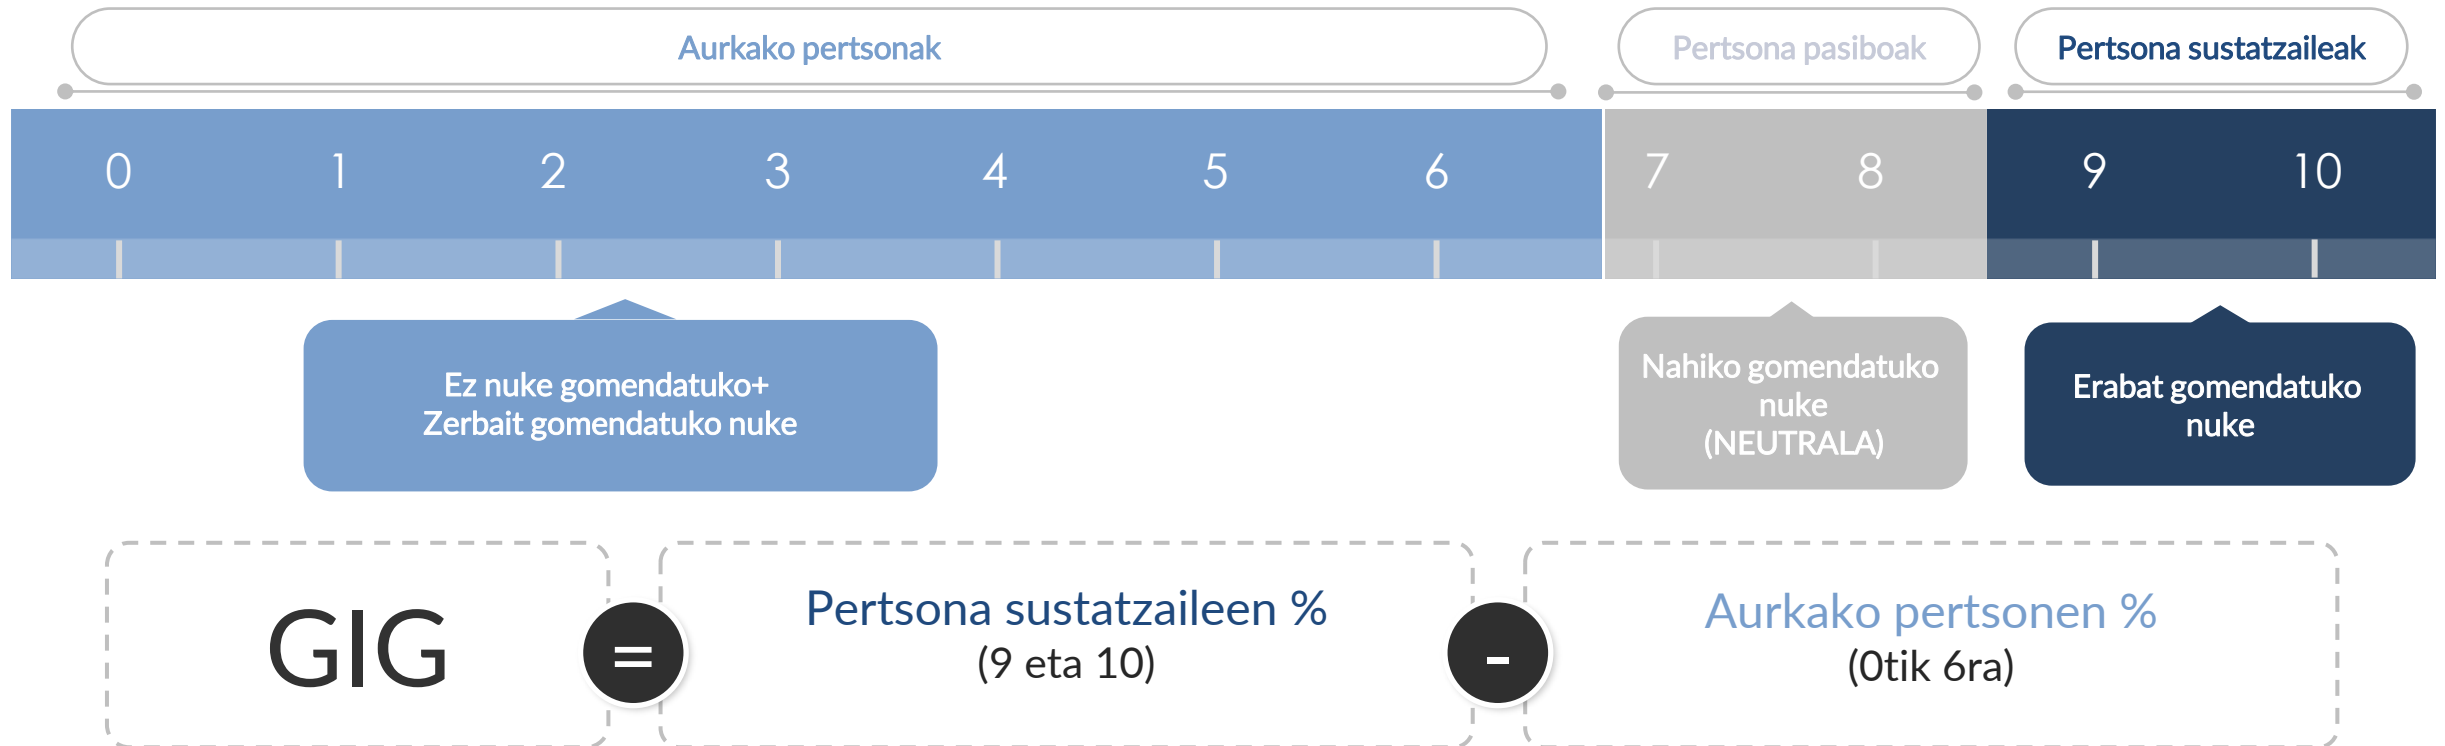 Aurkako pertsonak
Pertsona pasiboak
Pertsona sustatzaileak
0 1 2 3 4 5 6 7 8 9 10
Ez nuke gomendatuko+
Zerbait gomendatuko nuke
Nahiko gomendatuko
nuke
(NEUTRALA)
Erabat gomendatuko
nuke
GIG
=
Pertsona sustatzaileen %
(9 eta 10)
-
Aurkako pertsonen %
(0tik 6ra)